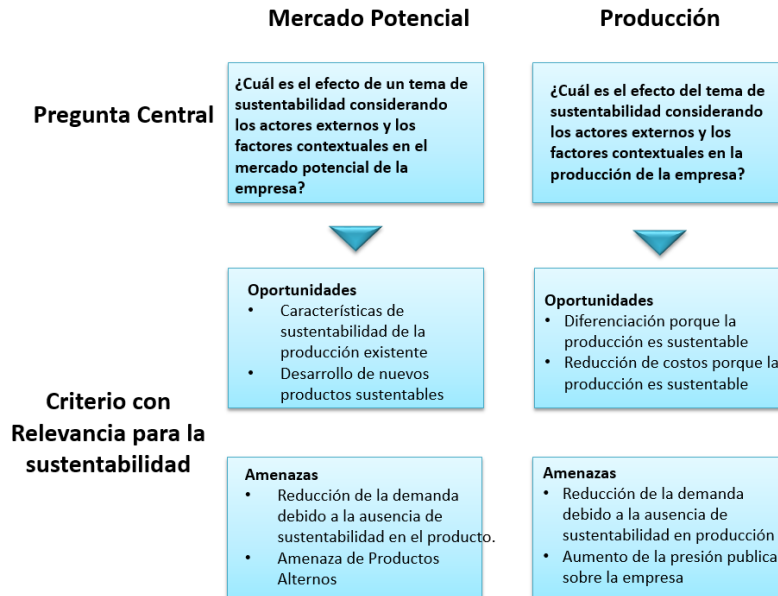 Mercado Potencial
Producción
Pregunta Central
¿Cuál es el efecto de un tema de
sustentabilidad considerando
los actores externos y los
factores contextuales en el
mercado potencial de la
empresa?
¿Cuál es el efecto del tema de
sustentabilidad considerando
los actores externos y los
factores contextuales en la
producción de la empresa?
Criterio con
Relevancia para la
sustentabilidad
Oportunidades
• Características de
sustentabilidad de la
producción existente
• Desarrollo de nuevos
productos sustentables
Oportunidades
• Diferenciación porque la
producción es sustentable
• Reducción de costos porque la
producción es sustentable
Amenazas
• Reducción de la demanda
debido a la ausencia de
sustentabilidad en el producto.
• Amenaza de Productos
Alternos
Amenazas
• Reducción de la demanda
debido a la ausencia de
sustentabilidad en producción
• Aumento de la presión publica
sobre la empresa